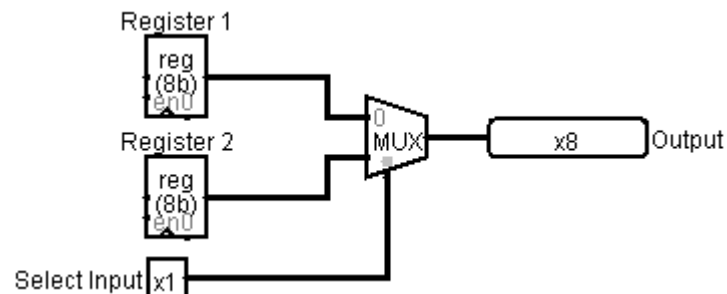 Register 1
reg
(8b)
en0
0
MUX
x8
Output
Register 2
reg
(8b)
en0
Select Input
x1